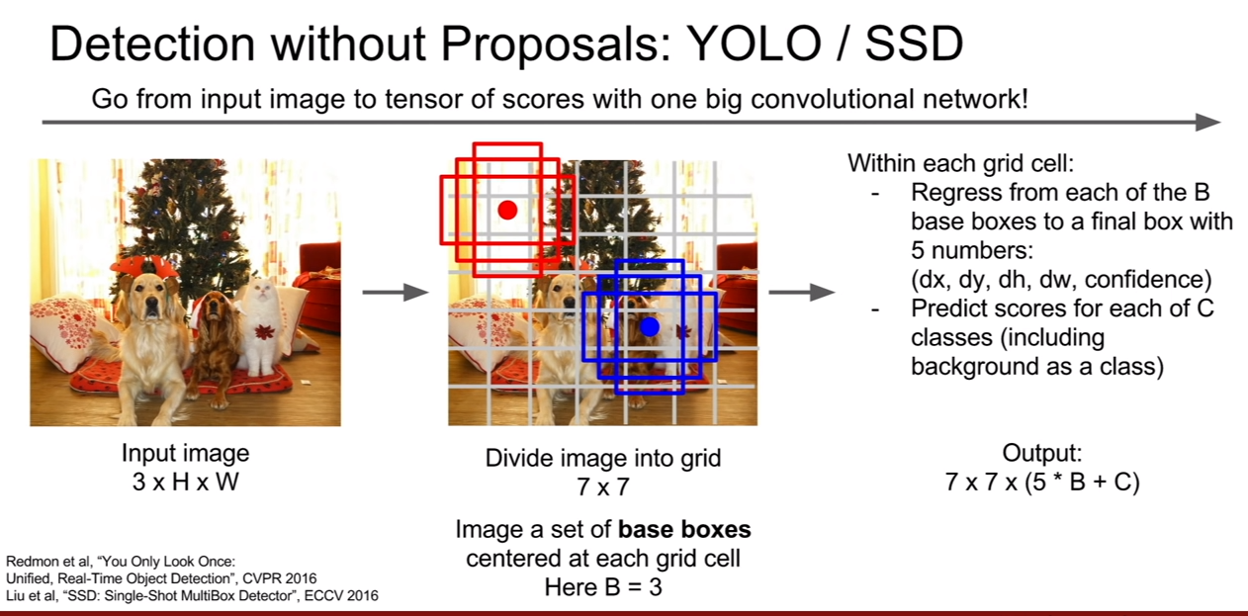 Detection without Proposals: YOLO / SSD
Go from input image to tensor of scores with one big convolutional network!
Within each grid cell:
- Regress from each of the B
base boxes to a final box with
5 numbers:
(dx, dy, dh, dw, confidence)
- Predict scores for each of C
classes (including
background as a class)
Input image
3 x H x W
Divide image into grid
7 x 7
Image a set of base boxes
centered at each grid cell
Here B = 3
Output:
7 x 7 x (5 * B + C)
Redmon et al, “You Only Look Once:
Unified, Real-Time Object Detection”, CVPR 2016
Liu et al, “SSD: Single-Shot MultiBox Detector”, ECCV 2016